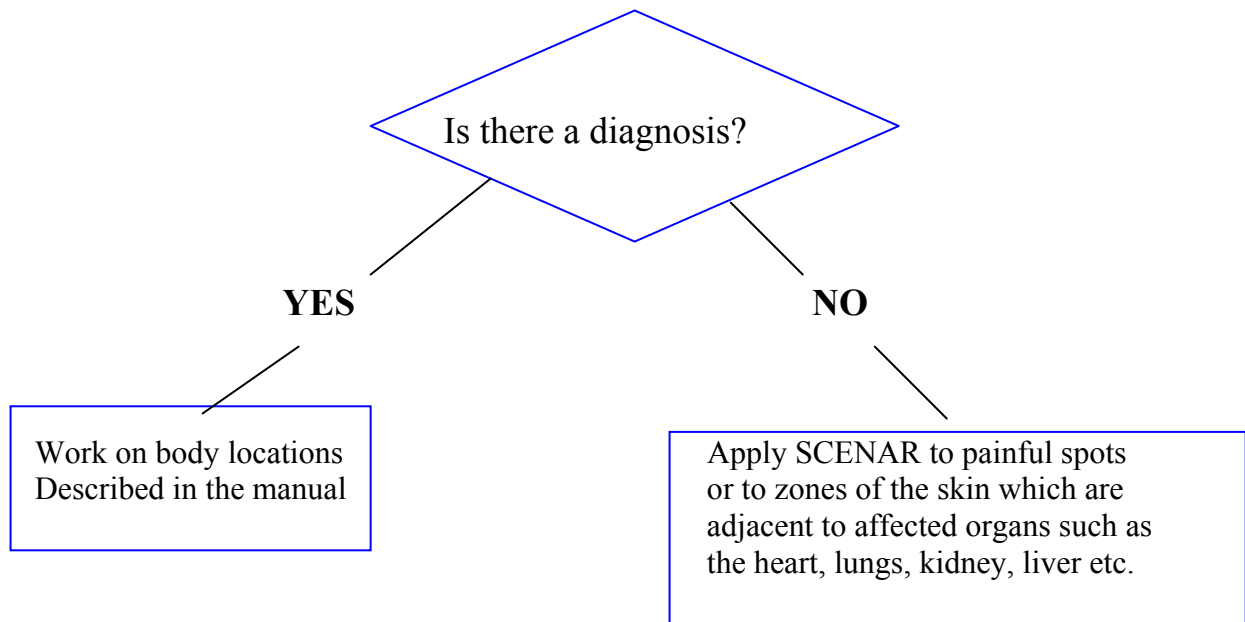 Is there a diagnosis?
YES
NO
Work on body locations
Described in the manual
Apply SCENAR to painful spots
or to zones of the skin which are
adjacent to affected organs such as
the heart, lungs, kidney, liver etc.